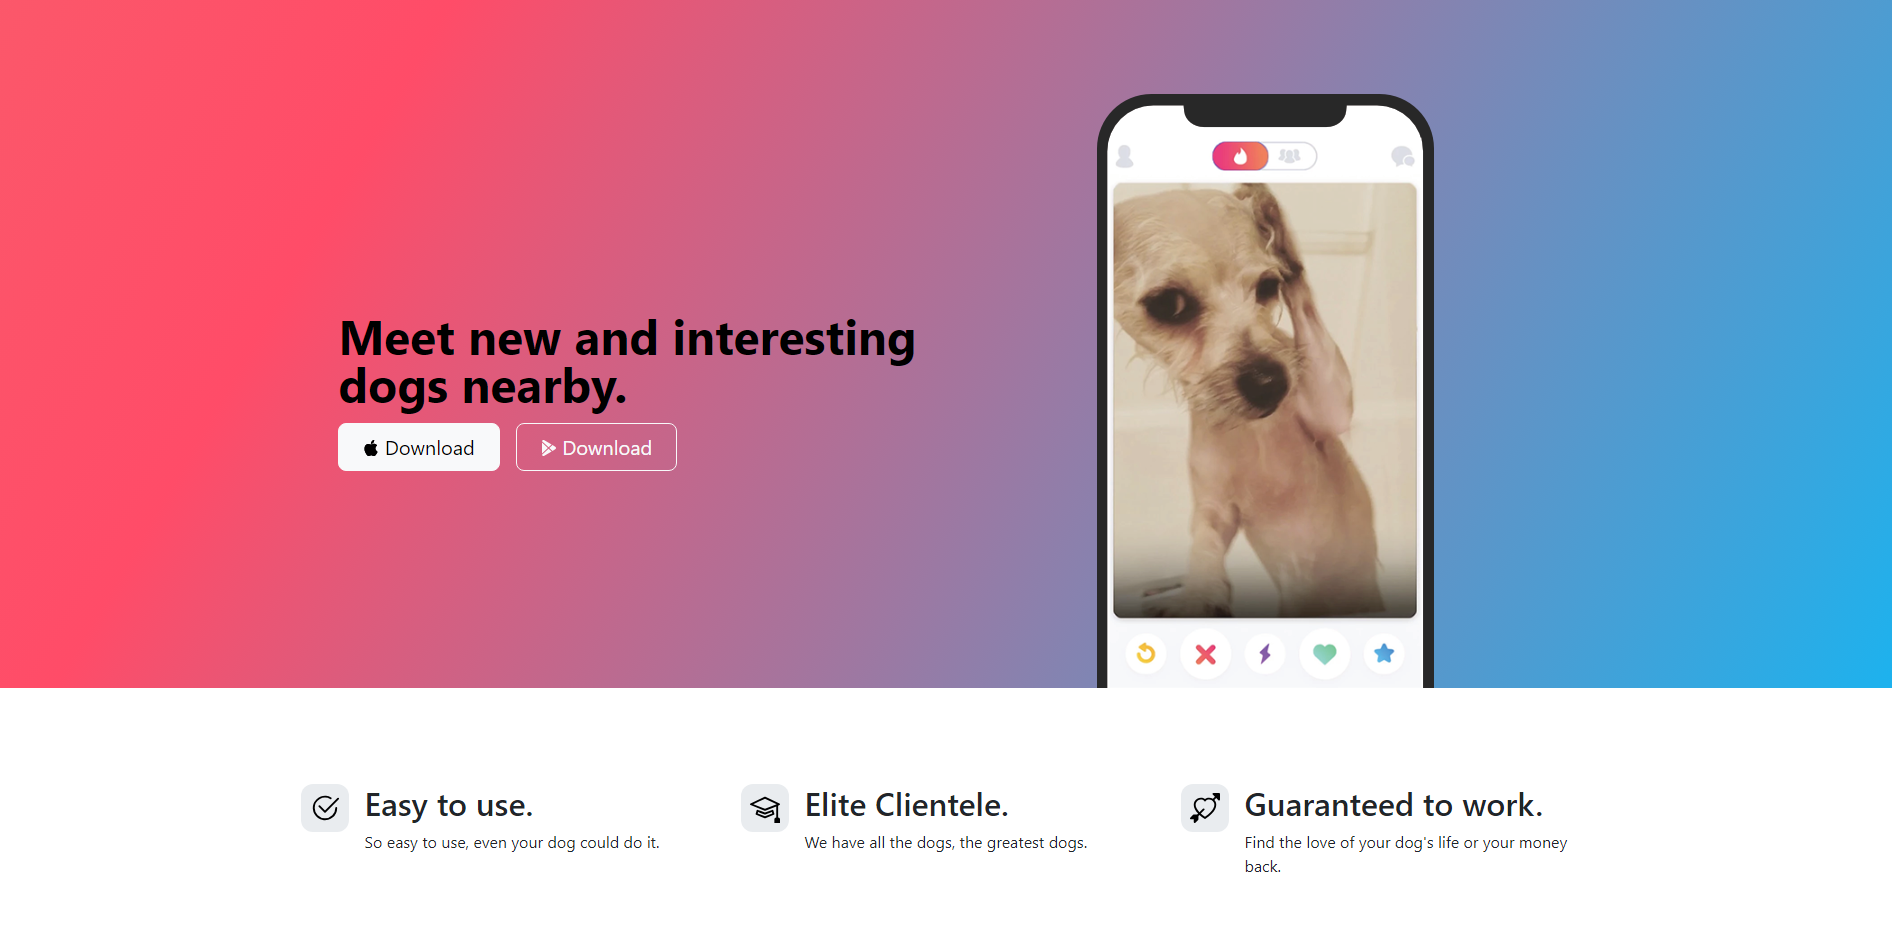 Meet new and interesting
dogs nearby.
Download
Download
Easy to use.
So easy to use, even your dog could do it.
Elite Clientele.
We have all the dogs, the greatest dogs.
Guaranteed to work.
Find the love of your dog's life or your money
back.